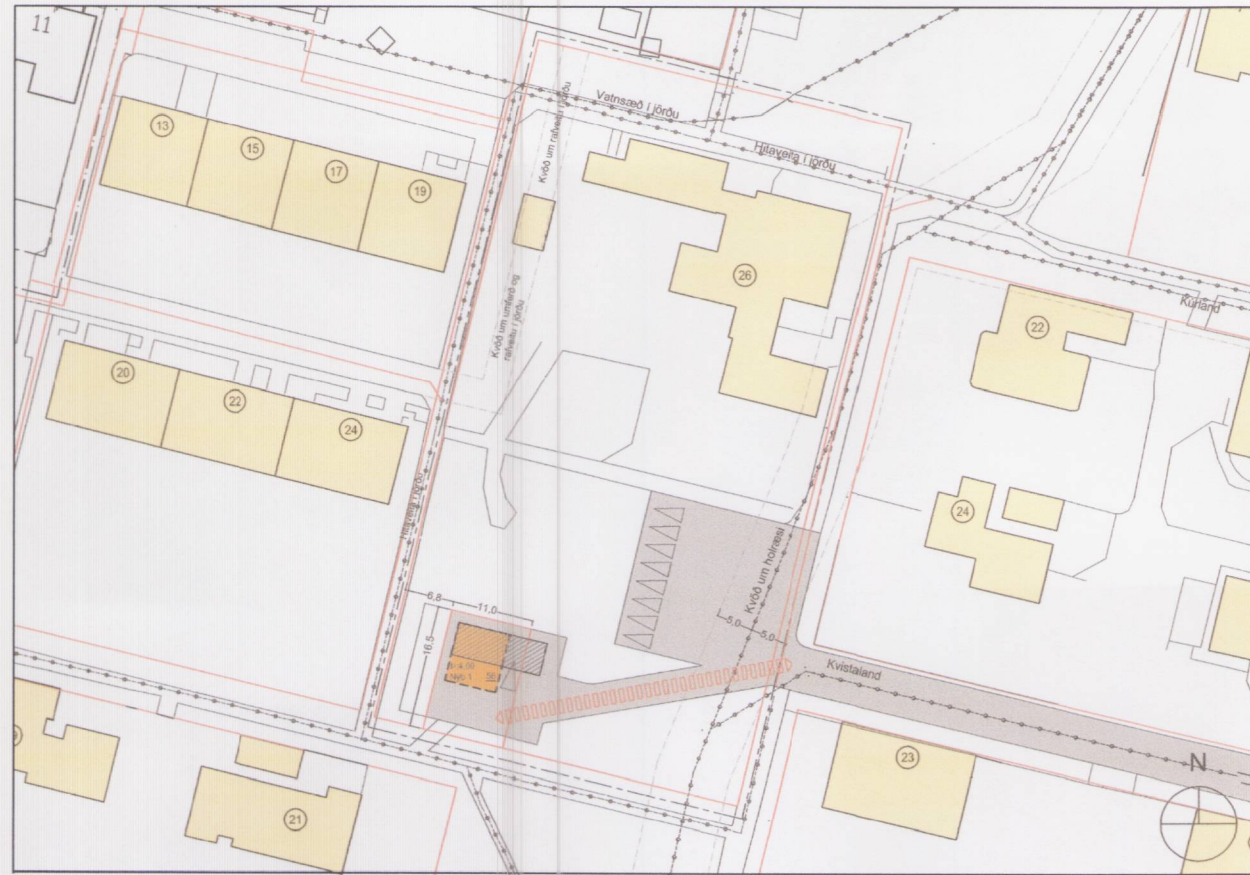 11
13
15
17
19
Kvöð um rafveitu í jörðu
Vatnsæð í jörðu
Hitaveita í jörðu
26
Kvöð um umferð og
rafveitu í jörðu
22
Kúrland
20
22
24
Hitaveita í jörðu
24
Kvöð um holræsi
6,8
11,0
16,5
5,0
5,0
Kvistaland
23
N
21